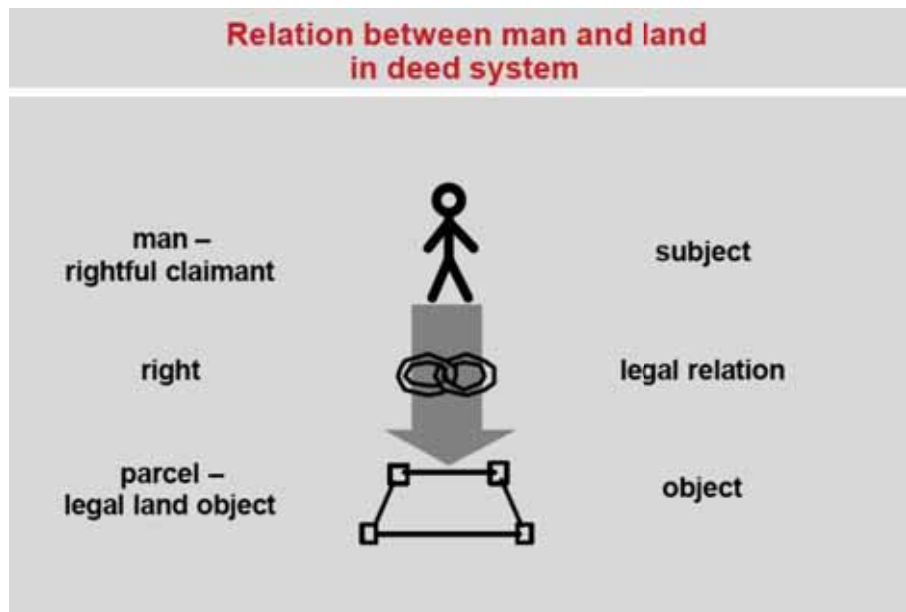 Relation between man and land
in deed system
man –
rightful claimant
subject
right
legal relation
parcel –
legal land object
object